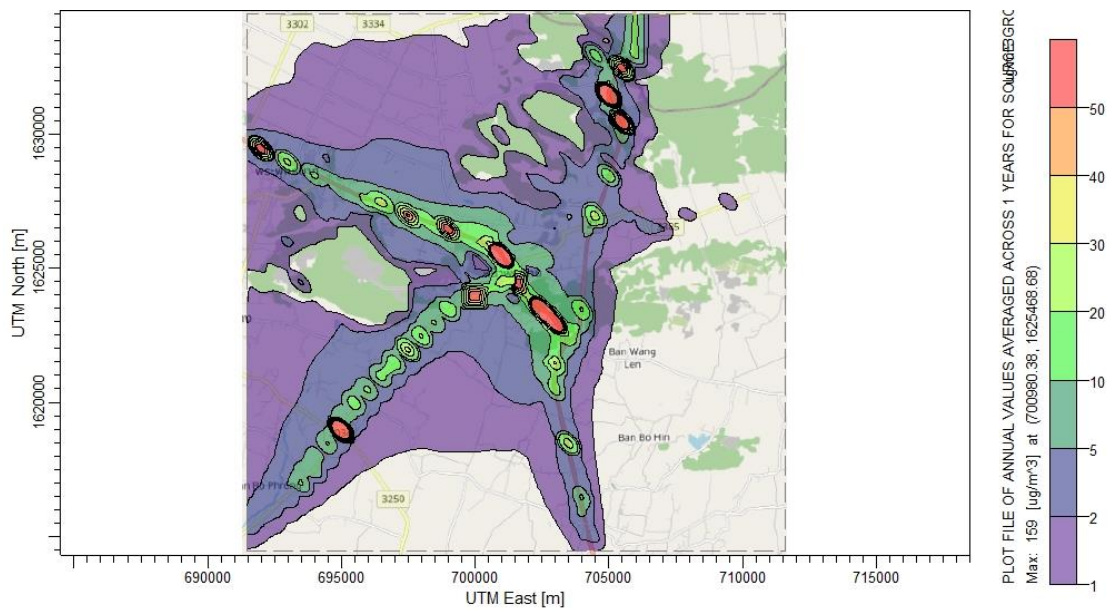 3302
3334
1630000
1625000
1620000
UTM North [m]
Ban Wang
Len
Ban Bo Hin
3250
690000
695000
700000
705000
710000
715000
UTM East [m]
PLOT FILE OF ANNUAL VALUES AVERAGED ACROSS 1 YEARS FOR
Max: 159 [ug/m^3] at (700980.38, 1625468.68)
50
40
30
20
10
5
2
1